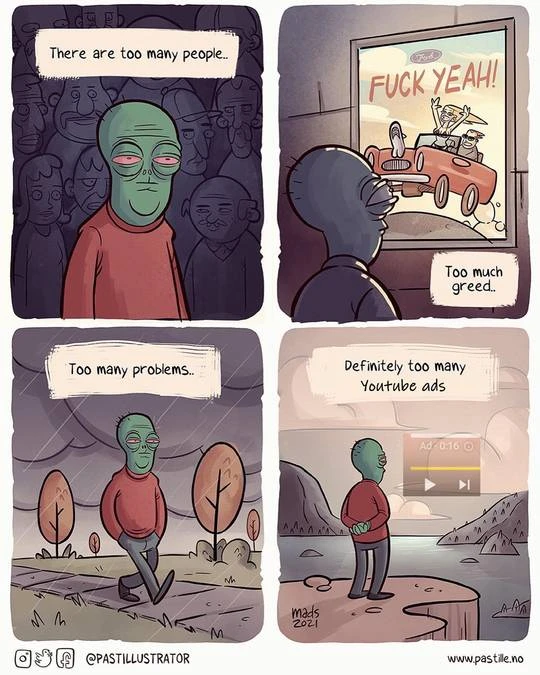 There are too many people..
Ford
FUCK YEAH!
Too much
greed..
Too many problems..
Definitely too many
Youtube ads
Ad·0:16
mads
2021
@PASTILLUSTRATOR
www.pastille.no